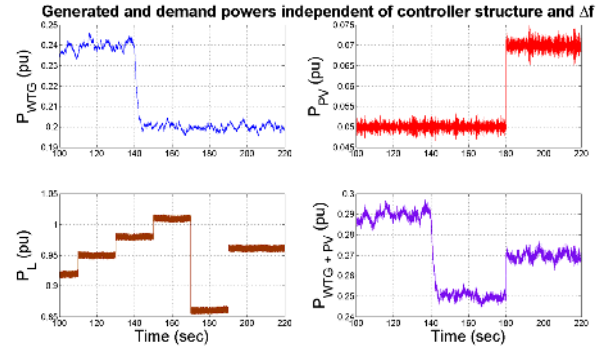 Generated and demand powers independent of controller structure and Δf
P_WTG (pu)
0.25
0.24
0.23
0.22
0.21
0.2
0.19
100 120 140 160 180 200 220
P_PV (pu)
0.075
0.07
0.065
0.06
0.055
0.05
0.045
100 120 140 160 180 200 220
P_L (pu)
1.05
1
0.95
0.9
0.85
100 120 140 160 180 200 220
Time (sec)
P_WTG + PV (pu)
0.3
0.29
0.28
0.27
0.26
0.25
0.24
100 120 140 160 180 200 220
Time (sec)